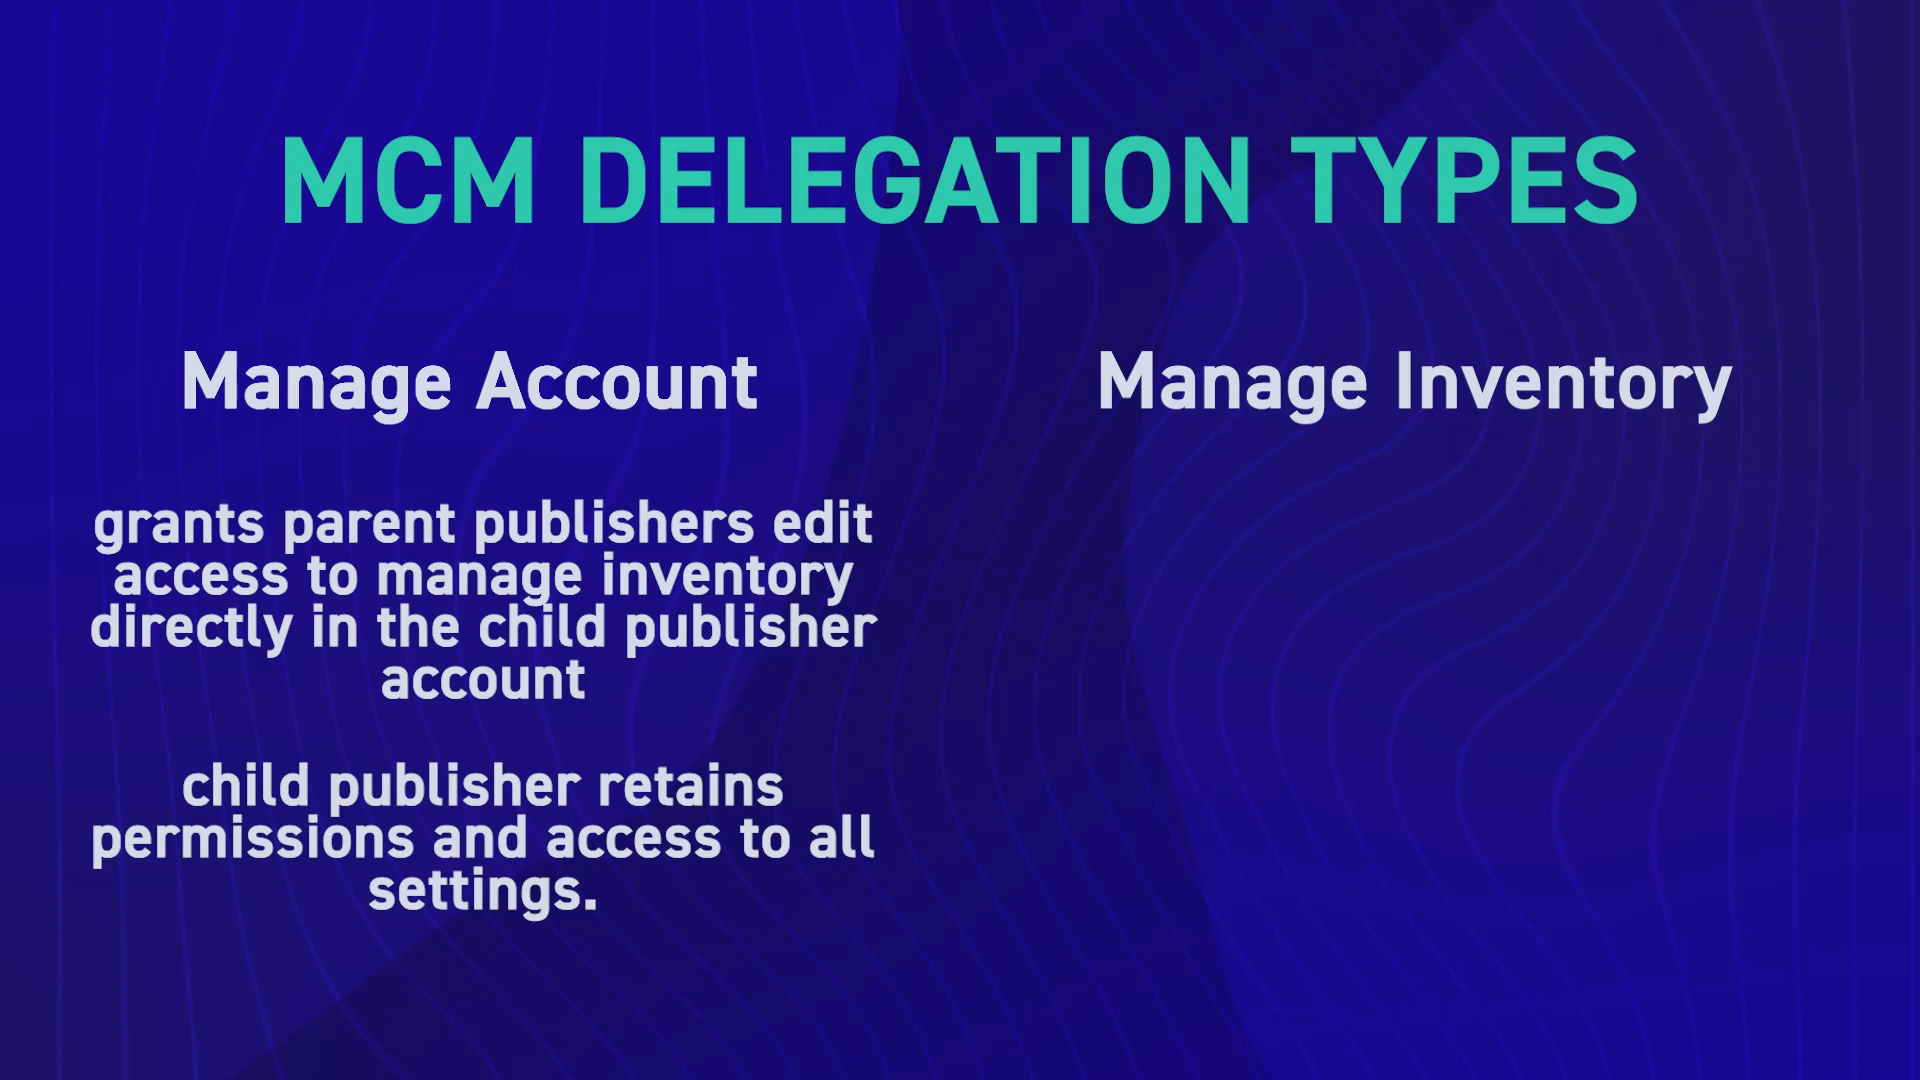 MCM DELEGATION TYPES
Manage Account
grants parent publishers edit
access to manage inventory
directly in the child publisher
account
child publisher retains
permissions and access to all
settings.
Manage Inventory